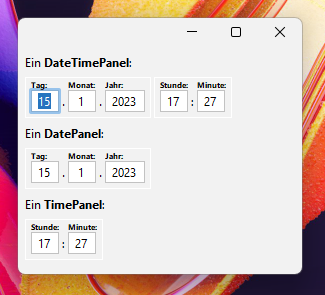 Ein DateTimePanel:
Tag: Monat: Jahr: Stunde: Minute:
15 . 1 . 2023 17 : 27
Ein DatePanel:
Tag: Monat: Jahr:
15 . 1 . 2023
Ein TimePanel:
Stunde: Minute:
17 : 27